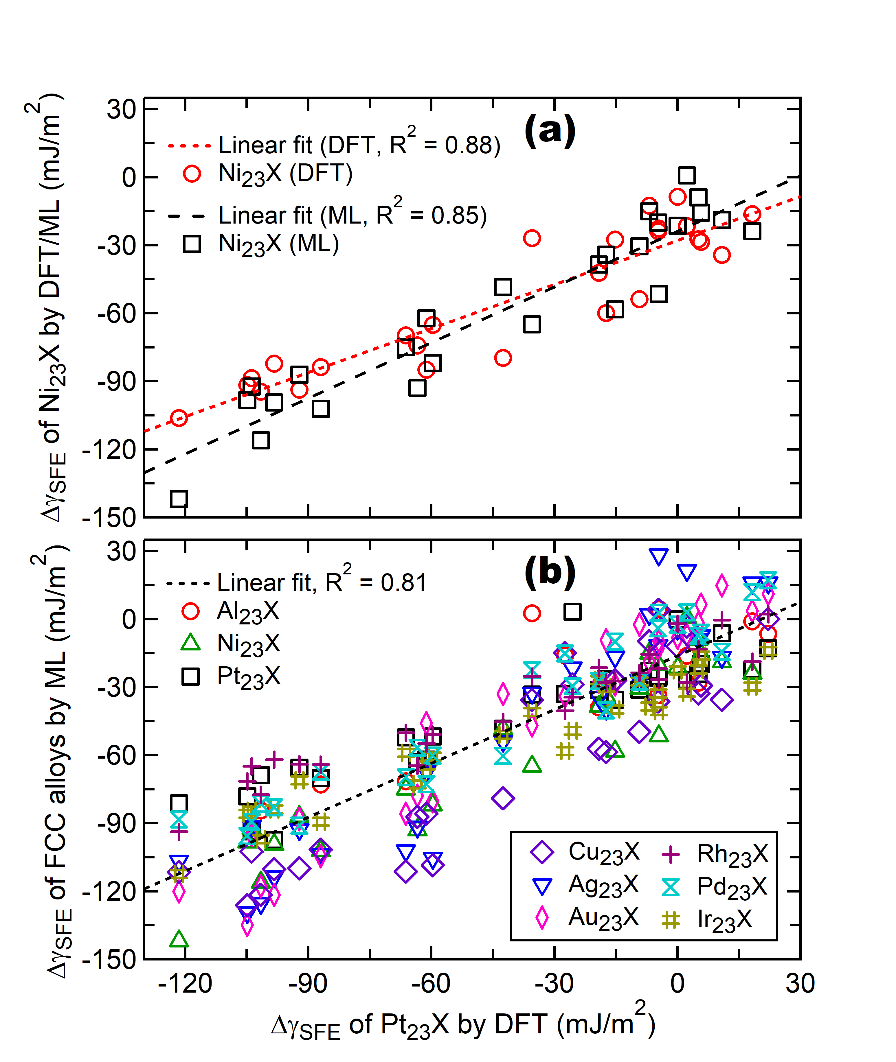 (a)
Linear fit (DFT, R² = 0.88)
Ni₂₃X (DFT)
Linear fit (ML, R² = 0.85)
Ni₂₃X (ML)
30
0
-30
-60
-90
-120
-150
Δγ_SFE of Ni₂₃X by DFT/ML (mJ/m²)
(b)
Linear fit, R² = 0.81
Al₂₃X
Ni₂₃X
Pt₂₃X
Cu₂₃X
Ag₂₃X
Au₂₃X
Rh₂₃X
Pd₂₃X
Ir₂₃X
30
0
-30
-60
-90
-120
-150
Δγ_SFE of FCC alloys by ML (mJ/m²)
-120 -90 -60 -30 0 30
Δγ_SFE of Pt₂₃X by DFT (mJ/m²)